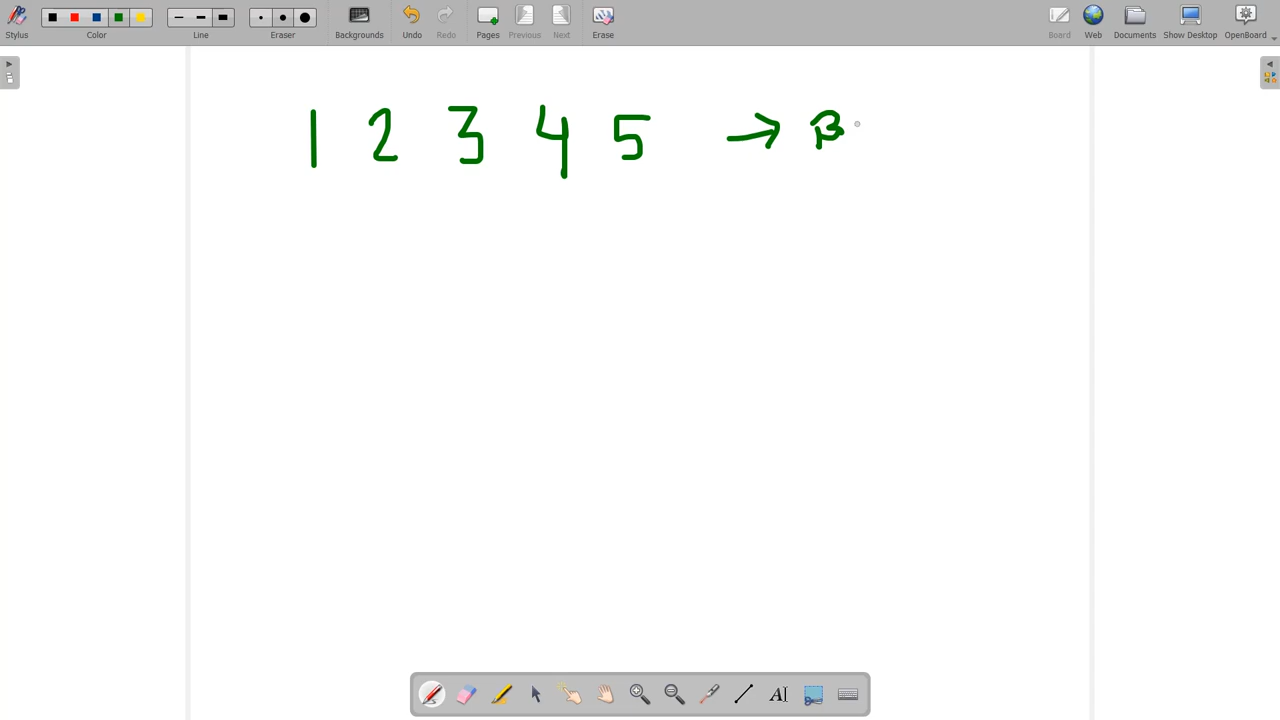 Stylus Color Line Eraser Backgrounds Undo Redo Pages Previous Next Erase Board Web Documents Show Desktop OpenBoard
1 2 3 4 5 →